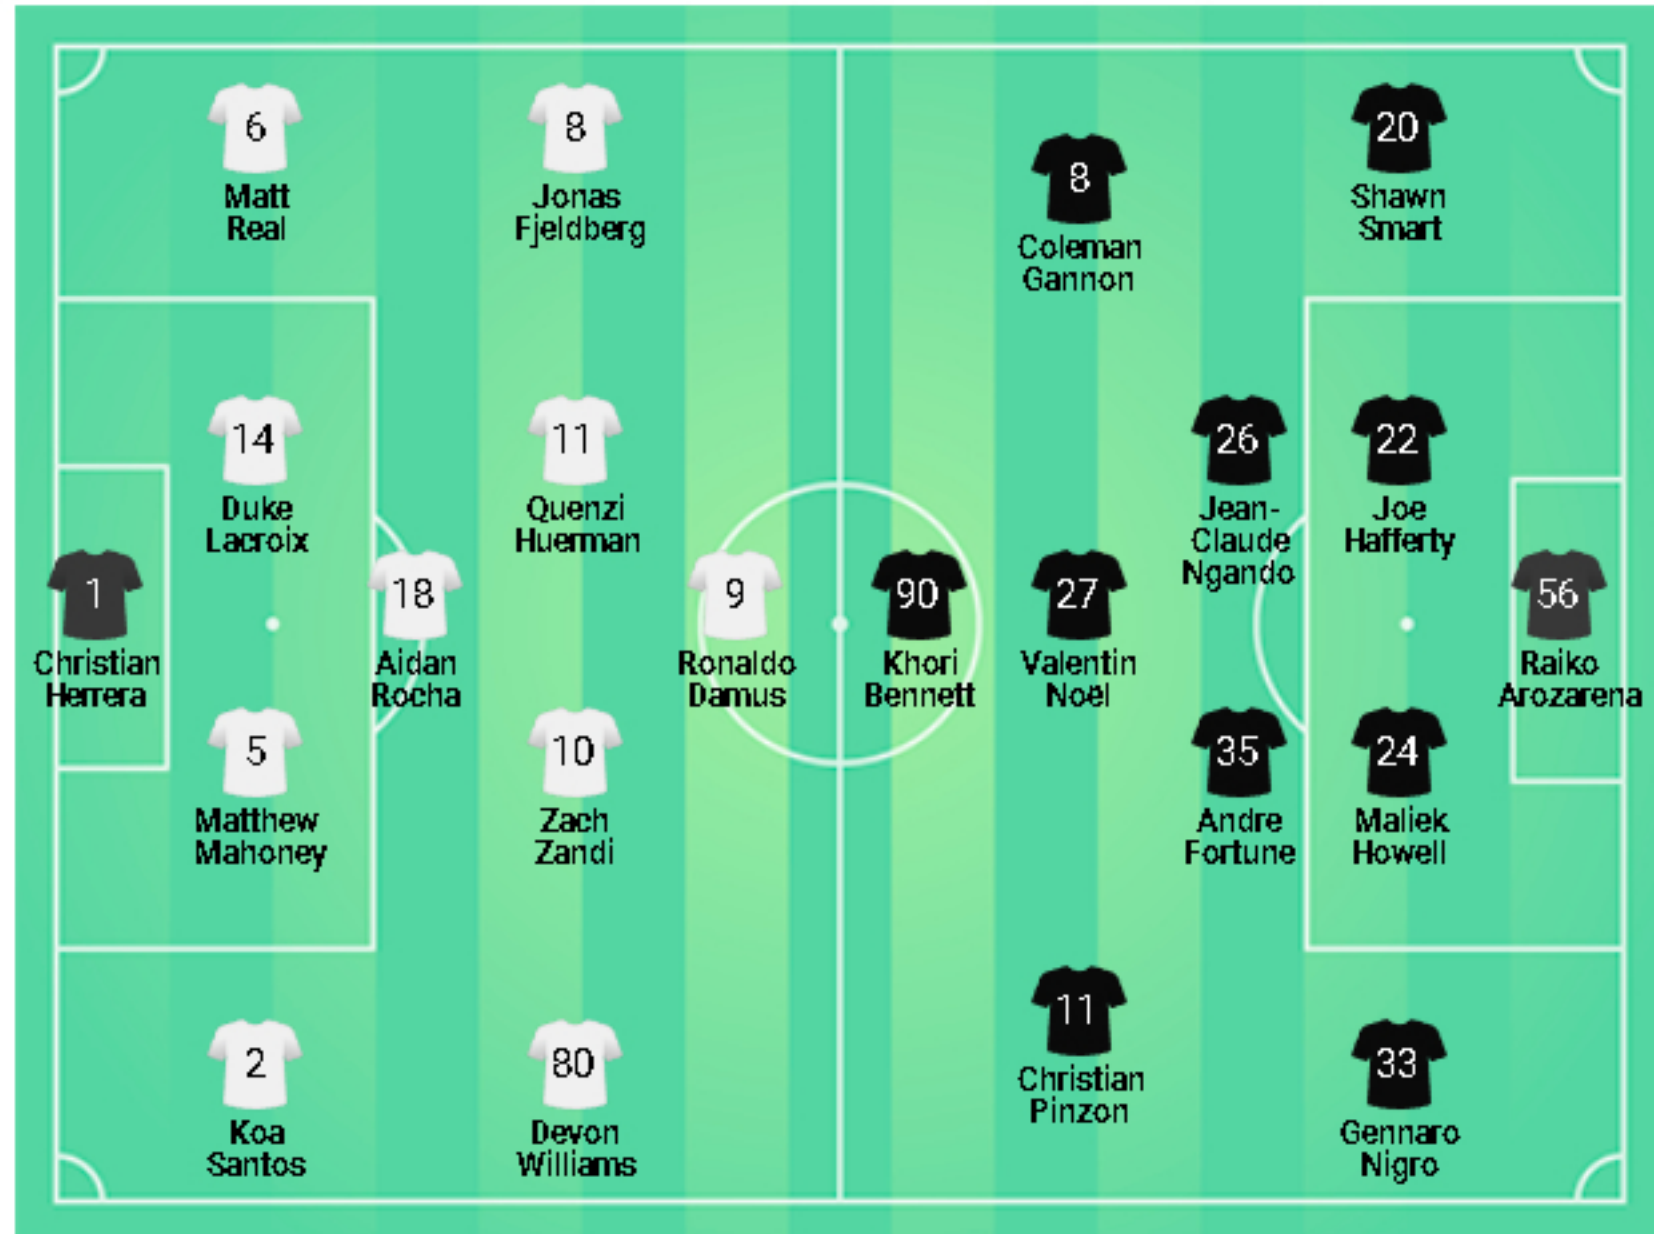 6
Matt
Real
8
Jonas
Fjeldberg
8
Coleman
Gannon
20
Shawn
Smart
14
Duke
Lacroix
11
Quenzi
Huerman
26
Jean-
Claude
Ngando
22
Joe
Hafferty
1
Christian
Herrera
18
Aidan
Rocha
9
Ronaldo
Damus
90
Khori
Bennett
27
Valentin
Noël
56
Raiko
Arozarena
5
Matthew
Mahoney
10
Zach
Zandi
35
Andre
Fortune
24
Maliek
Howell
2
Koa
Santos
80
Devon
Williams
11
Christian
Pinzon
33
Gennaro
Nigro